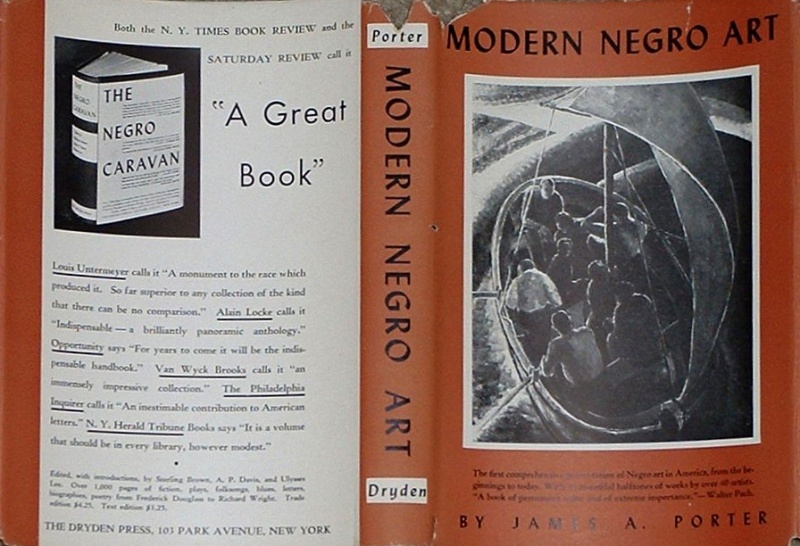 Both the N. Y. TIMES BOOK REVIEW and the
SATURDAY REVIEW call it
THE
NEGRO
CARAVAN
THE
NEGRO
CARAVAN
"A Great
Book"
Louis Untermeyer calls it "A monument to the race which
produced it. So far superior to any collection of the kind
that there can be no comparison." Alain Locke calls it
"Indispensable — a brilliantly panoramic anthology."
Opportunity says "For years to come it will be the indis-
pensable handbook." Van Wyck Brooks calls it "an
immensely impressive collection." The Philadelphia
Inquirer calls it "An inestimable contribution to American
letters." N. Y. Herald Tribune Books says "It is a volume
that should be in every library, however modest."
Edited, with introductions, by Sterling Brown, A. P. Davis, and Ulysses
Lee. Over 1,000 pages of fiction, plays, folksongs, blues, letters,
biographies, poetry from Frederick Douglass to Richard Wright. Trade
edition $4.25. Text edition $3.25.
THE DRYDEN PRESS, 103 PARK AVENUE, NEW YORK
Porter
MODERN NEGRO ART
Dryden
MODERN NEGRO ART
The first comprehensive of Negro art in America, from the be-
ginnings to today. With halftones of works by over 40 artists.
"A book of permanent and of extreme importance."—Walter Pach.
BY JAMES A. PORTER